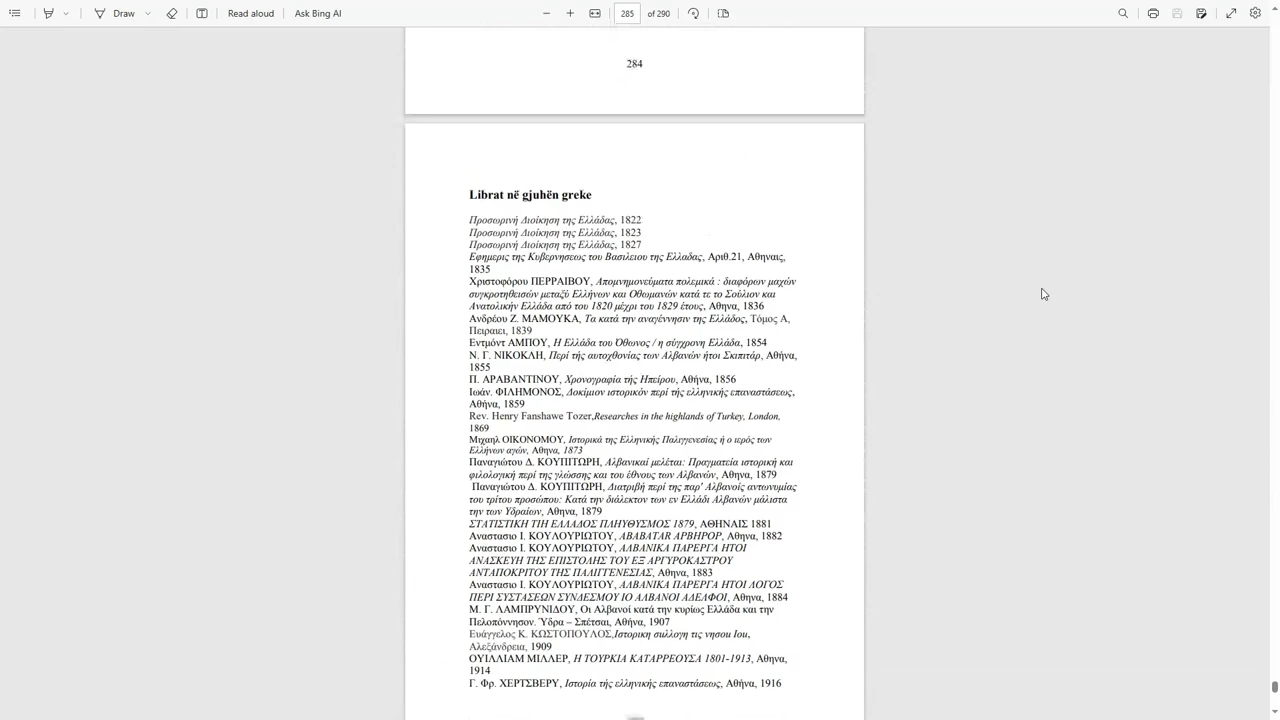 Draw
Read aloud
Ask Bing AI
285 of 290
284
Librat në gjuhën greke
Προσωρινή Διοίκηση της Ελλάδας, 1822
Προσωρινή Διοίκηση της Ελλάδας, 1823
Προσωρινή Διοίκηση της Ελλάδας, 1827
Εφημερις της Κυβερνησεως του Βασιλειου της Ελλαδας, Αριθ.21, Αθηναις,
1835
Χριστοφόρου ΠΕΡΡΑΙΒΟΥ, Απομνημονεύματα πολεμικά : διαφόρων μαχών
συγκροτηθεισών μεταξύ Ελλήνων και Οθωμανών κατά τε το Σούλιον και
Ανατολικήν Ελλάδα από του 1820 μέχρι του 1829 έτους, Αθηνα, 1836
Ανδρέου Ζ. ΜΑΜΟΥΚΑ, Τα κατά την αναγέννησιν της Ελλάδος, Τόμος Α,
Πειραιει, 1839
Εντμόντ ΑΜΠΟΥ, Η Ελλάδα του Όθωνος / η σύγχρονη Ελλάδα, 1854
Ν. Γ. ΝΙΚΟΚΛΗ, Περί τής αυτοχθονίας των Αλβανών ήτοι Σκιπιτάρ, Αθήνα,
1855
Π. ΑΡΑΒΑΝΤΙΝΟΥ, Χρονογραφία τής Ηπείρου, Αθήνα, 1856
Ιωάν. ΦΙΛΗΜΟΝΟΣ, Δοκίμιον ιστορικόν περί τής ελληνικής επαναστάσεως,
Αθήνα, 1859
Rev. Henry Fanshawe Tozer,Researches in the highlands of Turkey, London,
1869
Μιχαηλ ΟΙΚΟΝΟΜΟΥ, Ιστορικά της Ελληνικής Παλιγγενεσίας ή ο ιερός των
Ελλήνων αγών, Αθηνα, 1873
Παναγιώτου Δ. ΚΟΥΠΙΤΩΡΗ, Αλβανικαί μελέται: Πραγματεία ιστορική και
φιλολογική περί της γλώσσης και του έθνους των Αλβανών, Αθηνα, 1879
Παναγιώτου Δ. ΚΟΥΠΙΤΩΡΗ, Διατριβή περί της παρ' Αλβανοίς αντωνυμίας
του τρίτου προσώπου: Κατά την διάλεκτον των εν Ελλάδι Αλβανών μάλιστα
την των Υδραίων, Αθηνα, 1879
ΣΤΑΤΙΣΤΙΚΗ ΤΙΗ ΕΛΛΑΔΟΣ ΠΛΗΥΘΥΣΜΟΣ 1879, ΑΘΗΝΑΙΣ 1881
Αναστασιο Ι. ΚΟΥΛΟΥΡΙΩΤΟΥ, ΑΒΑΒΑΤΑR ΑΡΒΗΡΟΡ, Αθηνα, 1882
Αναστασιο Ι. ΚΟΥΛΟΥΡΙΩΤΟΥ, ΑΛΒΑΝΙΚΑ ΠΑΡΕΡΓΑ ΗΤΟΙ
ΑΝΑΣΚΕΥΗ ΤΗΣ ΕΠΙΣΤΟΛΗΣ ΤΟΥ ΕΞ ΑΡΓΥΡΟΚΑΣΤΡΟΥ
ΑΝΤΑΠΟΚΡΙΤΟΥ ΤΗΣ ΠΑΛΙΓΓΕΝΕΣΙΑΣ, Αθηνα, 1883
Αναστασιο Ι. ΚΟΥΛΟΥΡΙΩΤΟΥ, ΑΛΒΑΝΙΚΑ ΠΑΡΕΡΓΑ ΗΤΟΙ ΛΟΓΟΣ
ΠΕΡΙ ΣΥΣΤΑΣΕΩΝ ΣΥΝΔΕΣΜΟΥ ΙΟ ΑΛΒΑΝΟΙ ΑΔΕΛΦΟΙ, Αθηνα, 1884
Μ. Γ. ΛΑΜΠΡΥΝΙΔΟΥ, Οι Αλβανοί κατά την κυρίως Ελλάδα και την
Πελοπόννησον. Ύδρα – Σπέτσαι, Αθήνα, 1907
Ευάγγελος Κ. ΚΩΣΤΟΠΟΥΛΟΣ,Ιστορικη συλλογη τις νησου Ιου,
Αλεξάνδρεια, 1909
ΟΥΙΛΛΙΑΜ ΜΙΛΛΕΡ, Η ΤΟΥΡΚΙΑ ΚΑΤΑΡΡΕΟΥΣΑ 1801-1913, Αθηνα,
1914
Γ. Φρ. ΧΕΡΤΣΒΕΡΥ, Ιστορία τής ελληνικής επαναστάσεως, Αθήνα, 1916